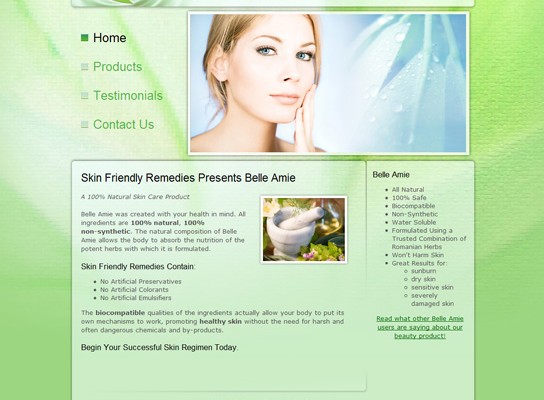 Home
Products
Testimonials
Contact Us
Skin Friendly Remedies Presents Belle Amie
A 100% Natural Skin Care Product
Belle Amie was created with your health in mind. All
ingredients are 100% natural, 100%
non-synthetic. The natural composition of Belle
Amie allows the body to absorb the nutrition of the
potent herbs with which it is formulated.
Skin Friendly Remedies Contain:
No Artificial Preservatives
No Artificial Colorants
No Artificial Emulsifiers
The biocompatible qualities of the ingredients actually allow your body to put its
own mechanisms to work, promoting healthy skin without the need for harsh and
often dangerous chemicals and by-products.
Begin Your Successful Skin Regimen Today.
Belle Amie
All Natural
100% Safe
Biocompatible
Non-Synthetic
Water Soluble
Formulated Using a
Trusted Combination of
Romanian Herbs
Won't Harm Skin
Great Results for:
sunburn
dry skin
sensitive skin
severely
damaged skin
Read what other Belle Amie
users are saying about our
beauty product!